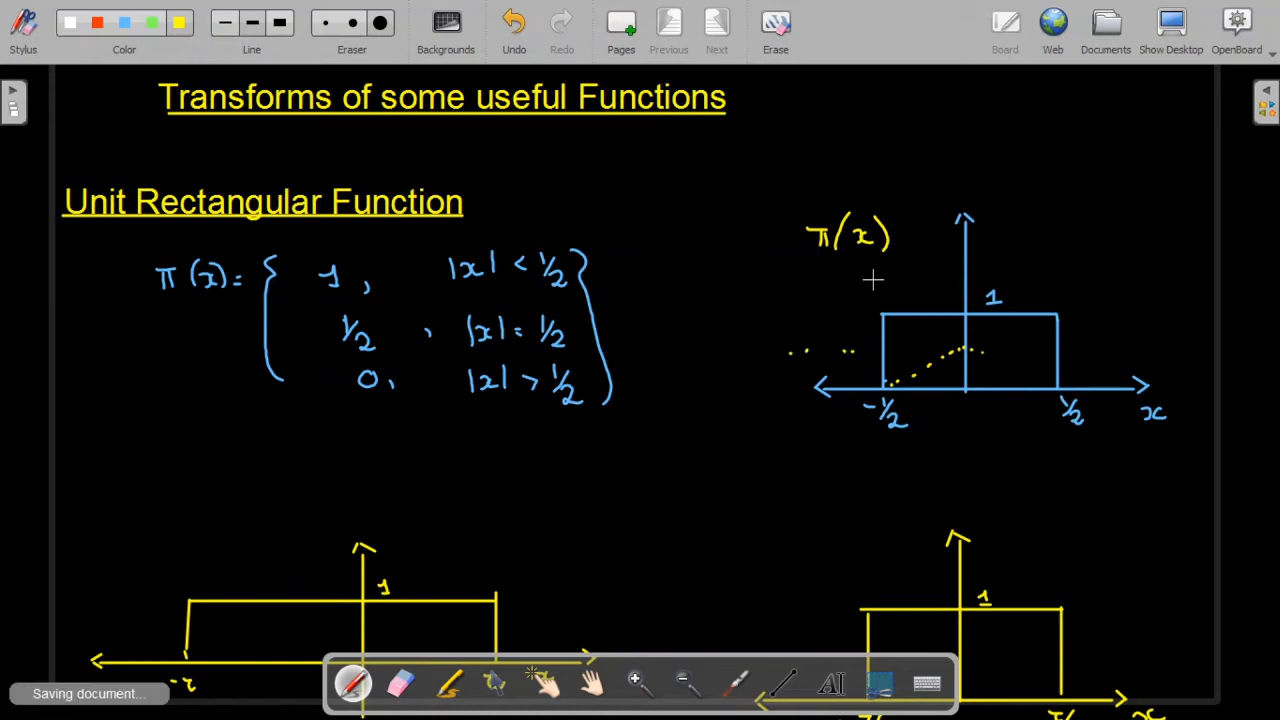 Stylus Color Line Eraser Backgrounds Undo Redo Pages Previous Next Erase Board Web Documents Show Desktop OpenBoard
Transforms of some useful Functions
Unit Rectangular Function
π(x)
π(x) = { 1, |x| < 1/2
1/2, |x| = 1/2
0, |x| > 1/2 }
1
-1/2 1/2 x
1
1
Saving document...